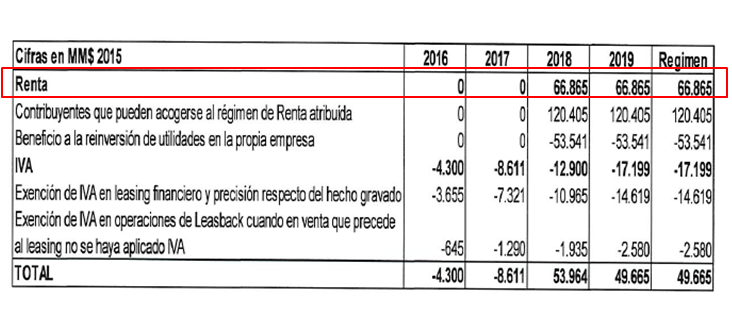 Cifras en MM$ 2015 2016 2017 2018 2019 Regimen
Renta 0 0 66.865 66.865 66.865
Contribuyentes que pueden acogerse al régimen de Renta atribuída 0 0 120.405 120.405 120.405
Beneficio a la reinversión de utilidades en la propia empresa 0 0 -53.541 -53.541 -53.541
IVA -4.300 -8.611 -12.900 -17.199 -17.199
Exención de IVA en leasing financiero y precisión respecto del hecho gravado -3.655 -7.321 -10.965 -14.619 -14.619
Exención de IVA en operaciones de Leasback cuando en venta que precede
al leasing no se haya aplicado IVA -645 -1.290 -1.935 -2.580 -2.580
TOTAL -4.300 -8.611 53.964 49.665 49.665